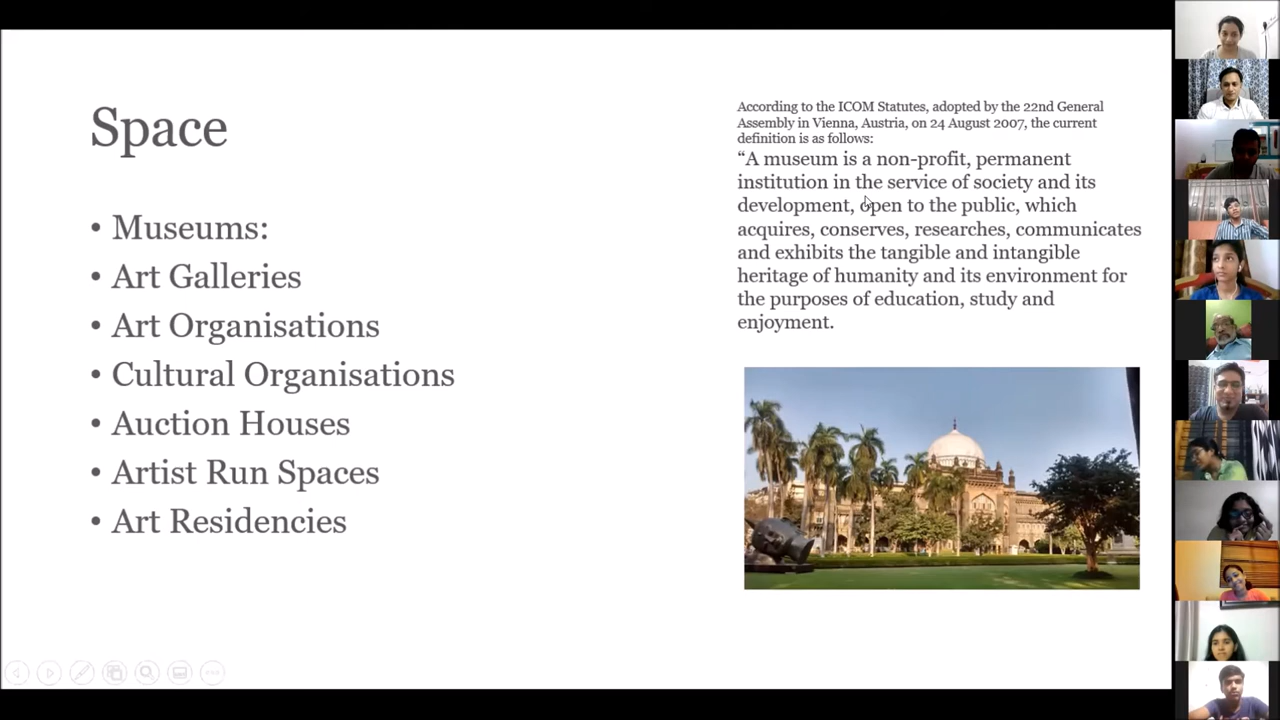 Space
• Museums:
• Art Galleries
• Art Organisations
• Cultural Organisations
• Auction Houses
• Artist Run Spaces
• Art Residencies
According to the ICOM Statutes, adopted by the 22nd General
Assembly in Vienna, Austria, on 24 August 2007, the current
definition is as follows:
“A museum is a non-profit, permanent
institution in the service of society and its
development, open to the public, which
acquires, conserves, researches, communicates
and exhibits the tangible and intangible
heritage of humanity and its environment for
the purposes of education, study and
enjoyment.